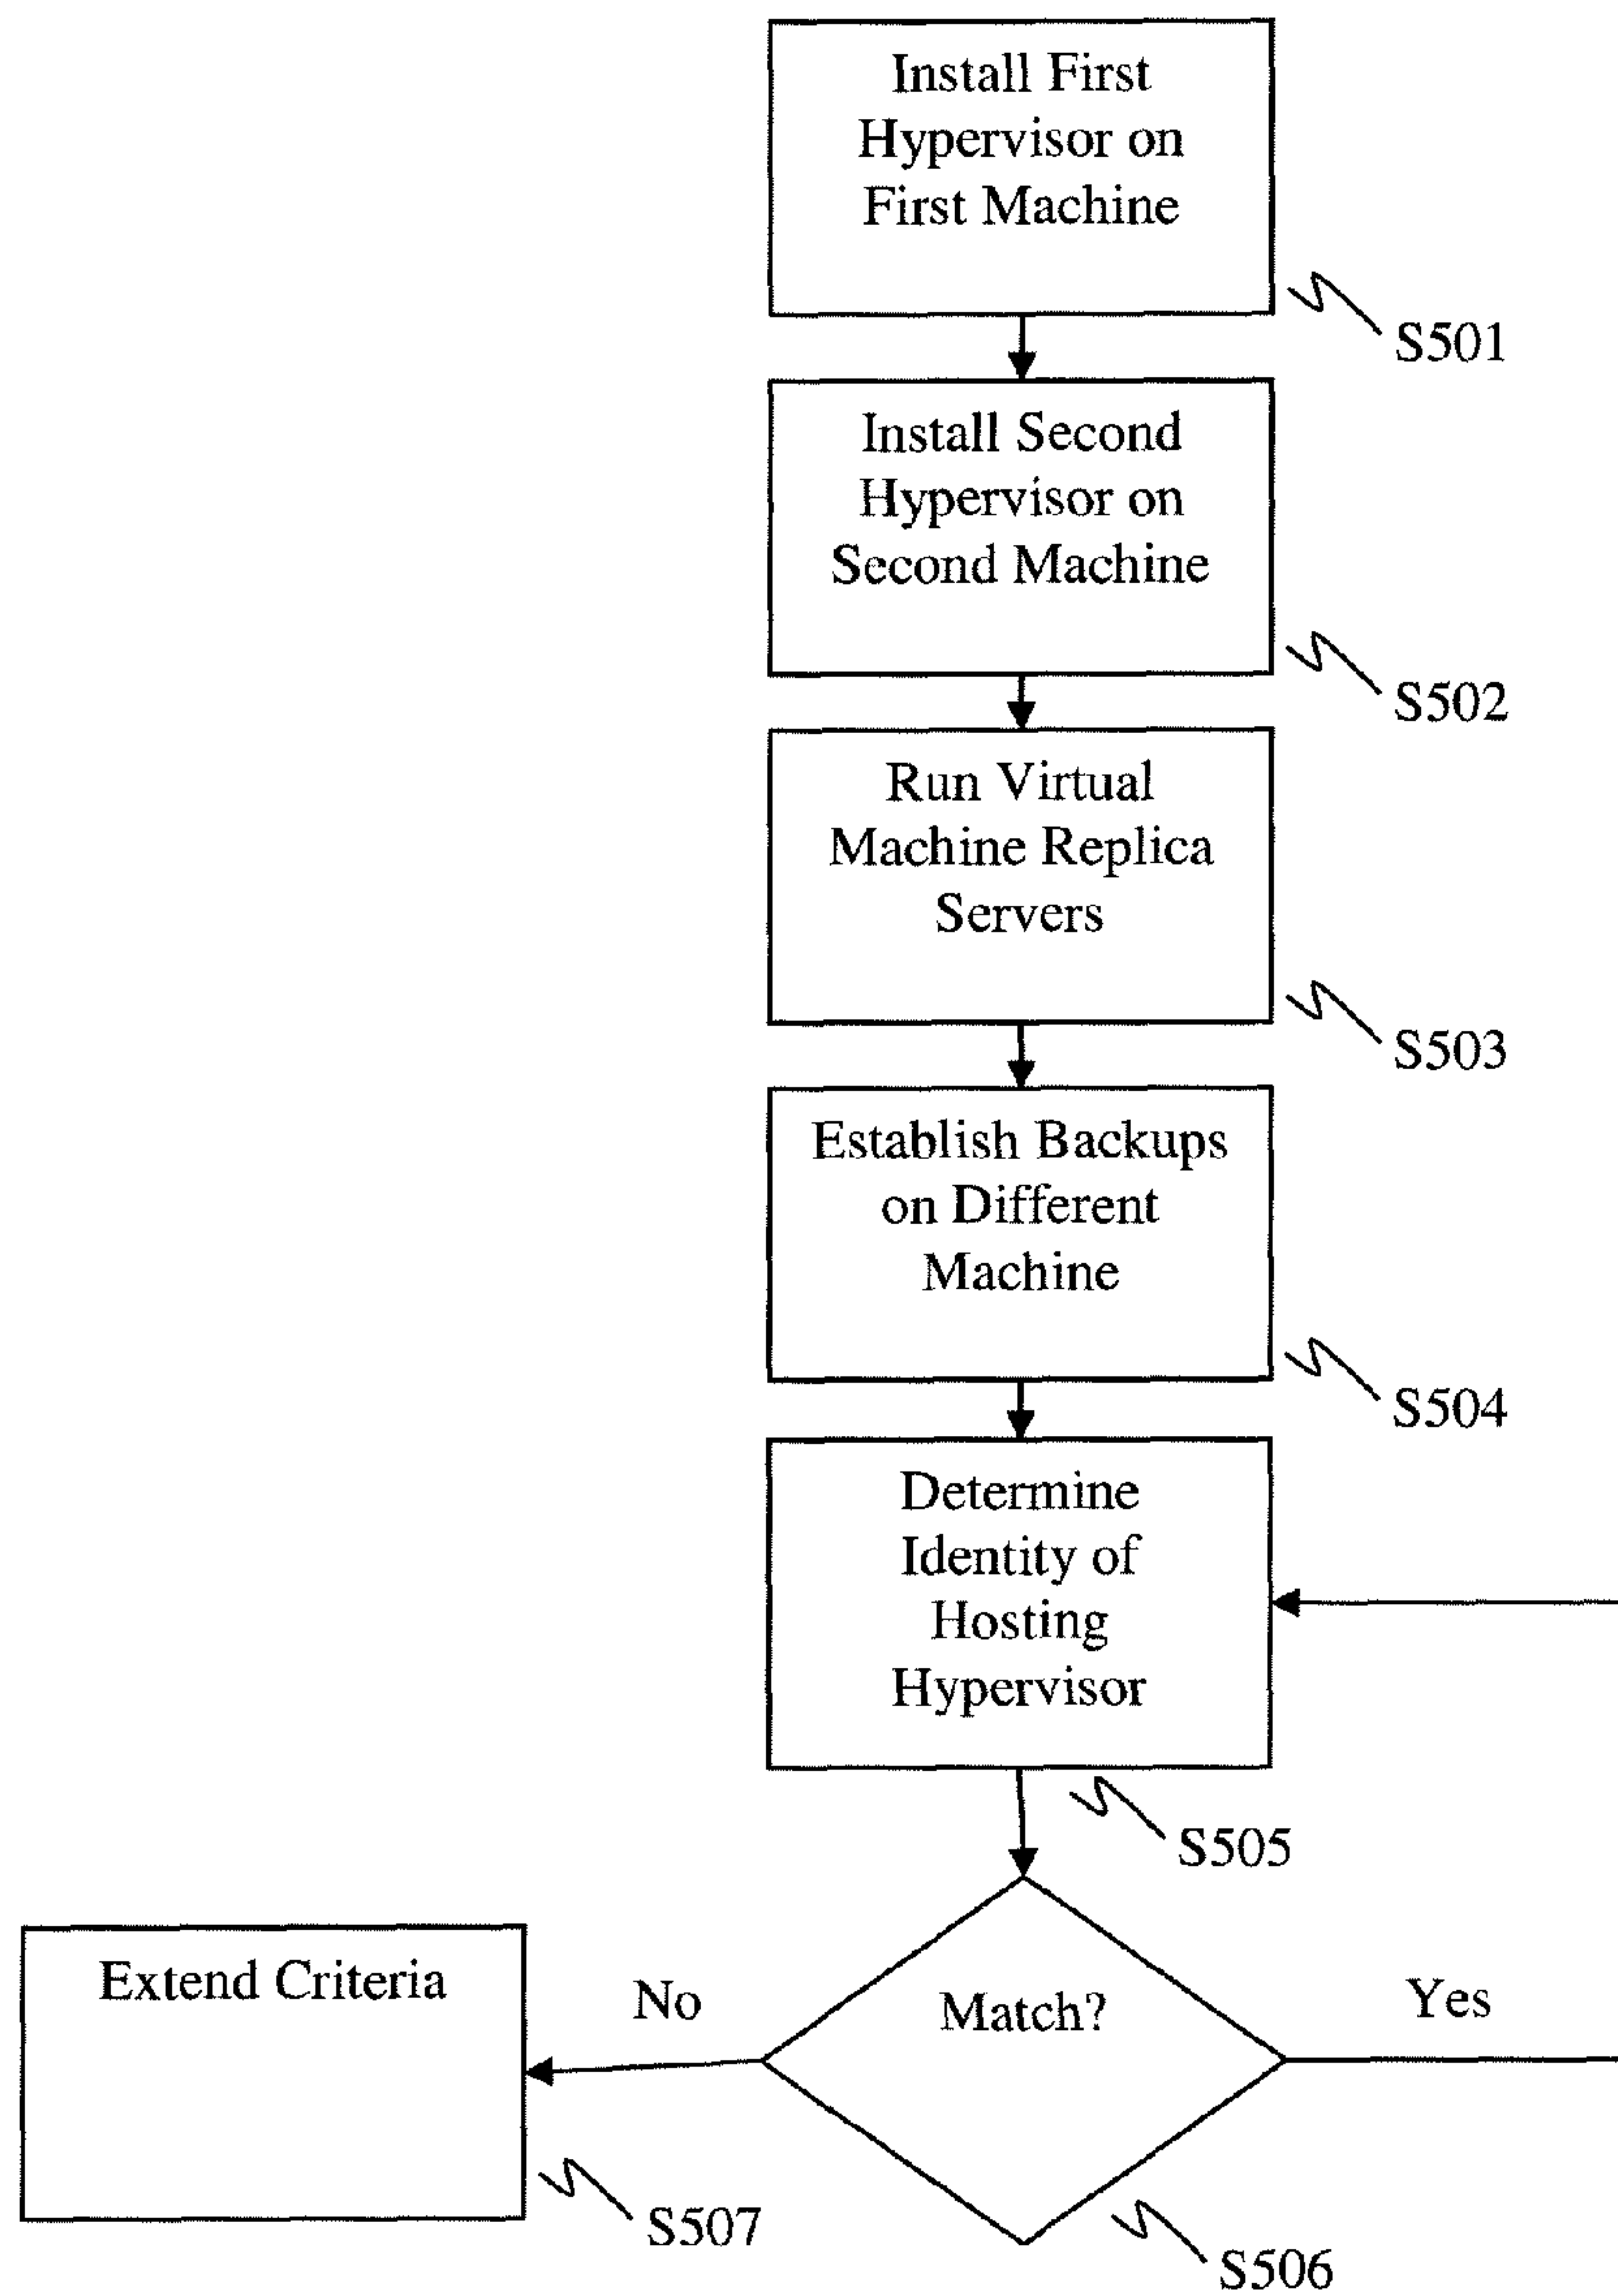 Install First
Hypervisor on
First Machine
S501
Install Second
Hypervisor on
Second Machine
S502
Run Virtual
Machine Replica
Servers
S503
Establish Backups
on Different
Machine
S504
Determine
Identity of
Hosting
Hypervisor
S505
Extend Criteria
No
Match?
Yes
S507
S506